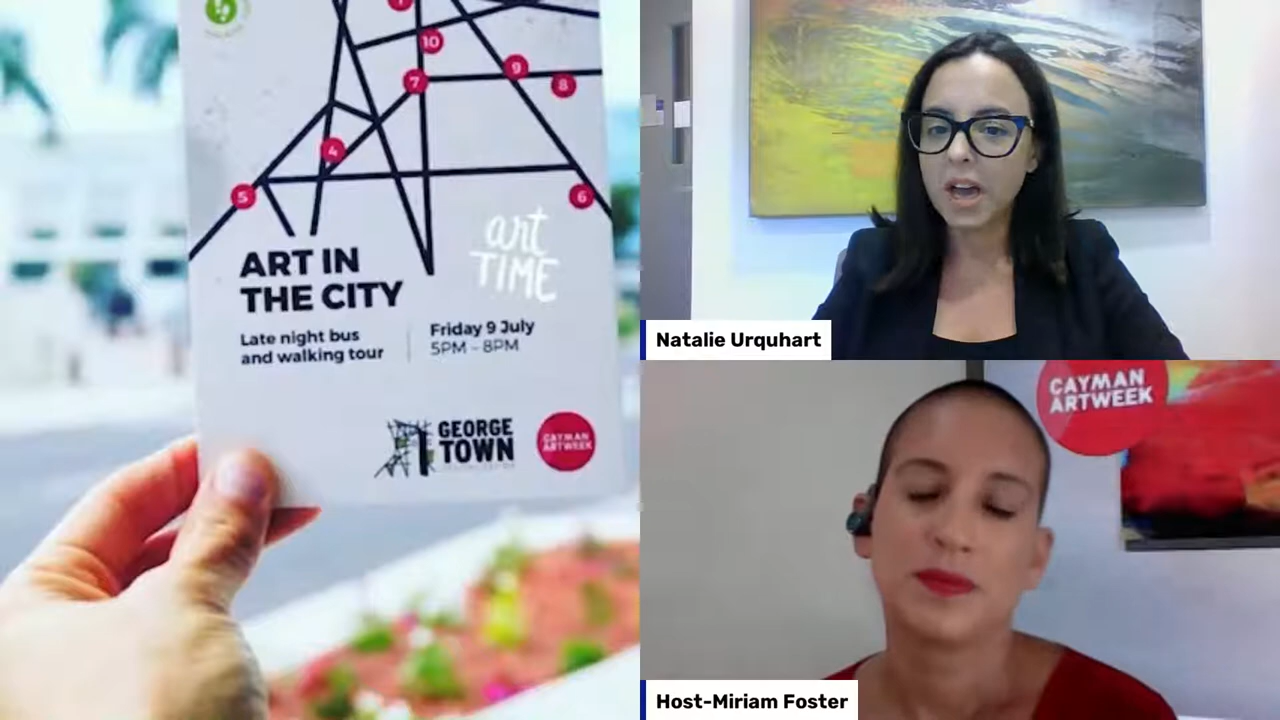 10
9
7
8
4
5
6
art
TIME
ART IN
THE CITY
Late night bus
and walking tour
Friday 9 July
5PM – 8PM
GEORGE
TOWN
CAYMAN
ARTWEEK
Natalie Urquhart
CAYMAN
ARTWEEK
Host-Miriam Foster